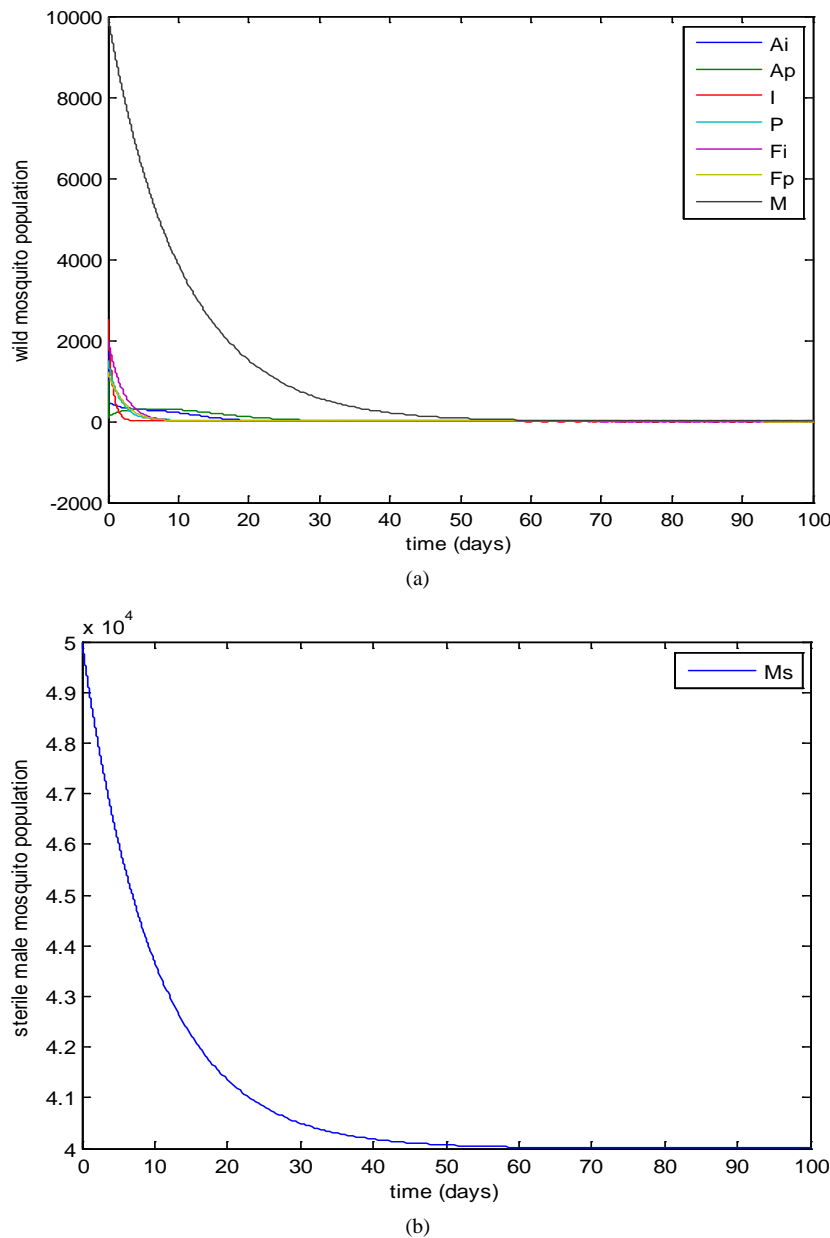 10000
8000
6000
4000
2000
0
-2000
wild mosquito population
Ai
Ap
I
P
Fi
Fp
M
0 10 20 30 40 50 60 70 80 90 100
time (days)
(a)
x 10^4
5
4.9
4.8
4.7
4.6
4.5
4.4
4.3
4.2
4.1
4
sterile male mosquito population
Ms
0 10 20 30 40 50 60 70 80 90 100
time (days)
(b)